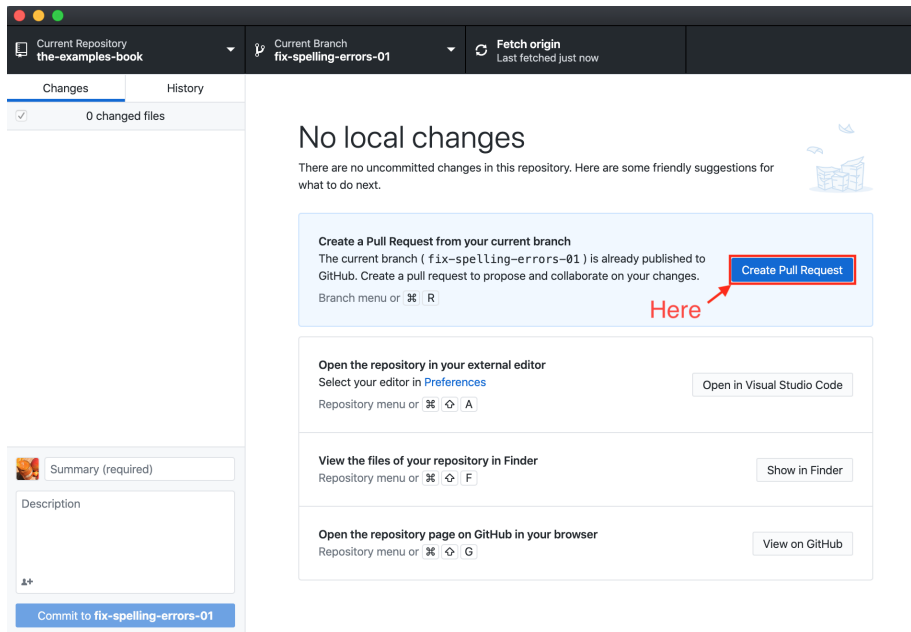 Current Repository
the-examples-book
Current Branch
fix-spelling-errors-01
Fetch origin
Last fetched just now
Changes
History
0 changed files
No local changes
There are no uncommitted changes in this repository. Here are some friendly suggestions for
what to do next.
Create a Pull Request from your current branch
The current branch ( fix-spelling-errors-01 ) is already published to
GitHub. Create a pull request to propose and collaborate on your changes.
Branch menu or ⌘ R
Create Pull Request
Here
Open the repository in your external editor
Select your editor in Preferences
Repository menu or ⌘ ⇧ A
Open in Visual Studio Code
View the files of your repository in Finder
Repository menu or ⌘ ⇧ F
Show in Finder
Open the repository page on GitHub in your browser
Repository menu or ⌘ ⇧ G
View on GitHub
Summary (required)
Description
Commit to fix-spelling-errors-01